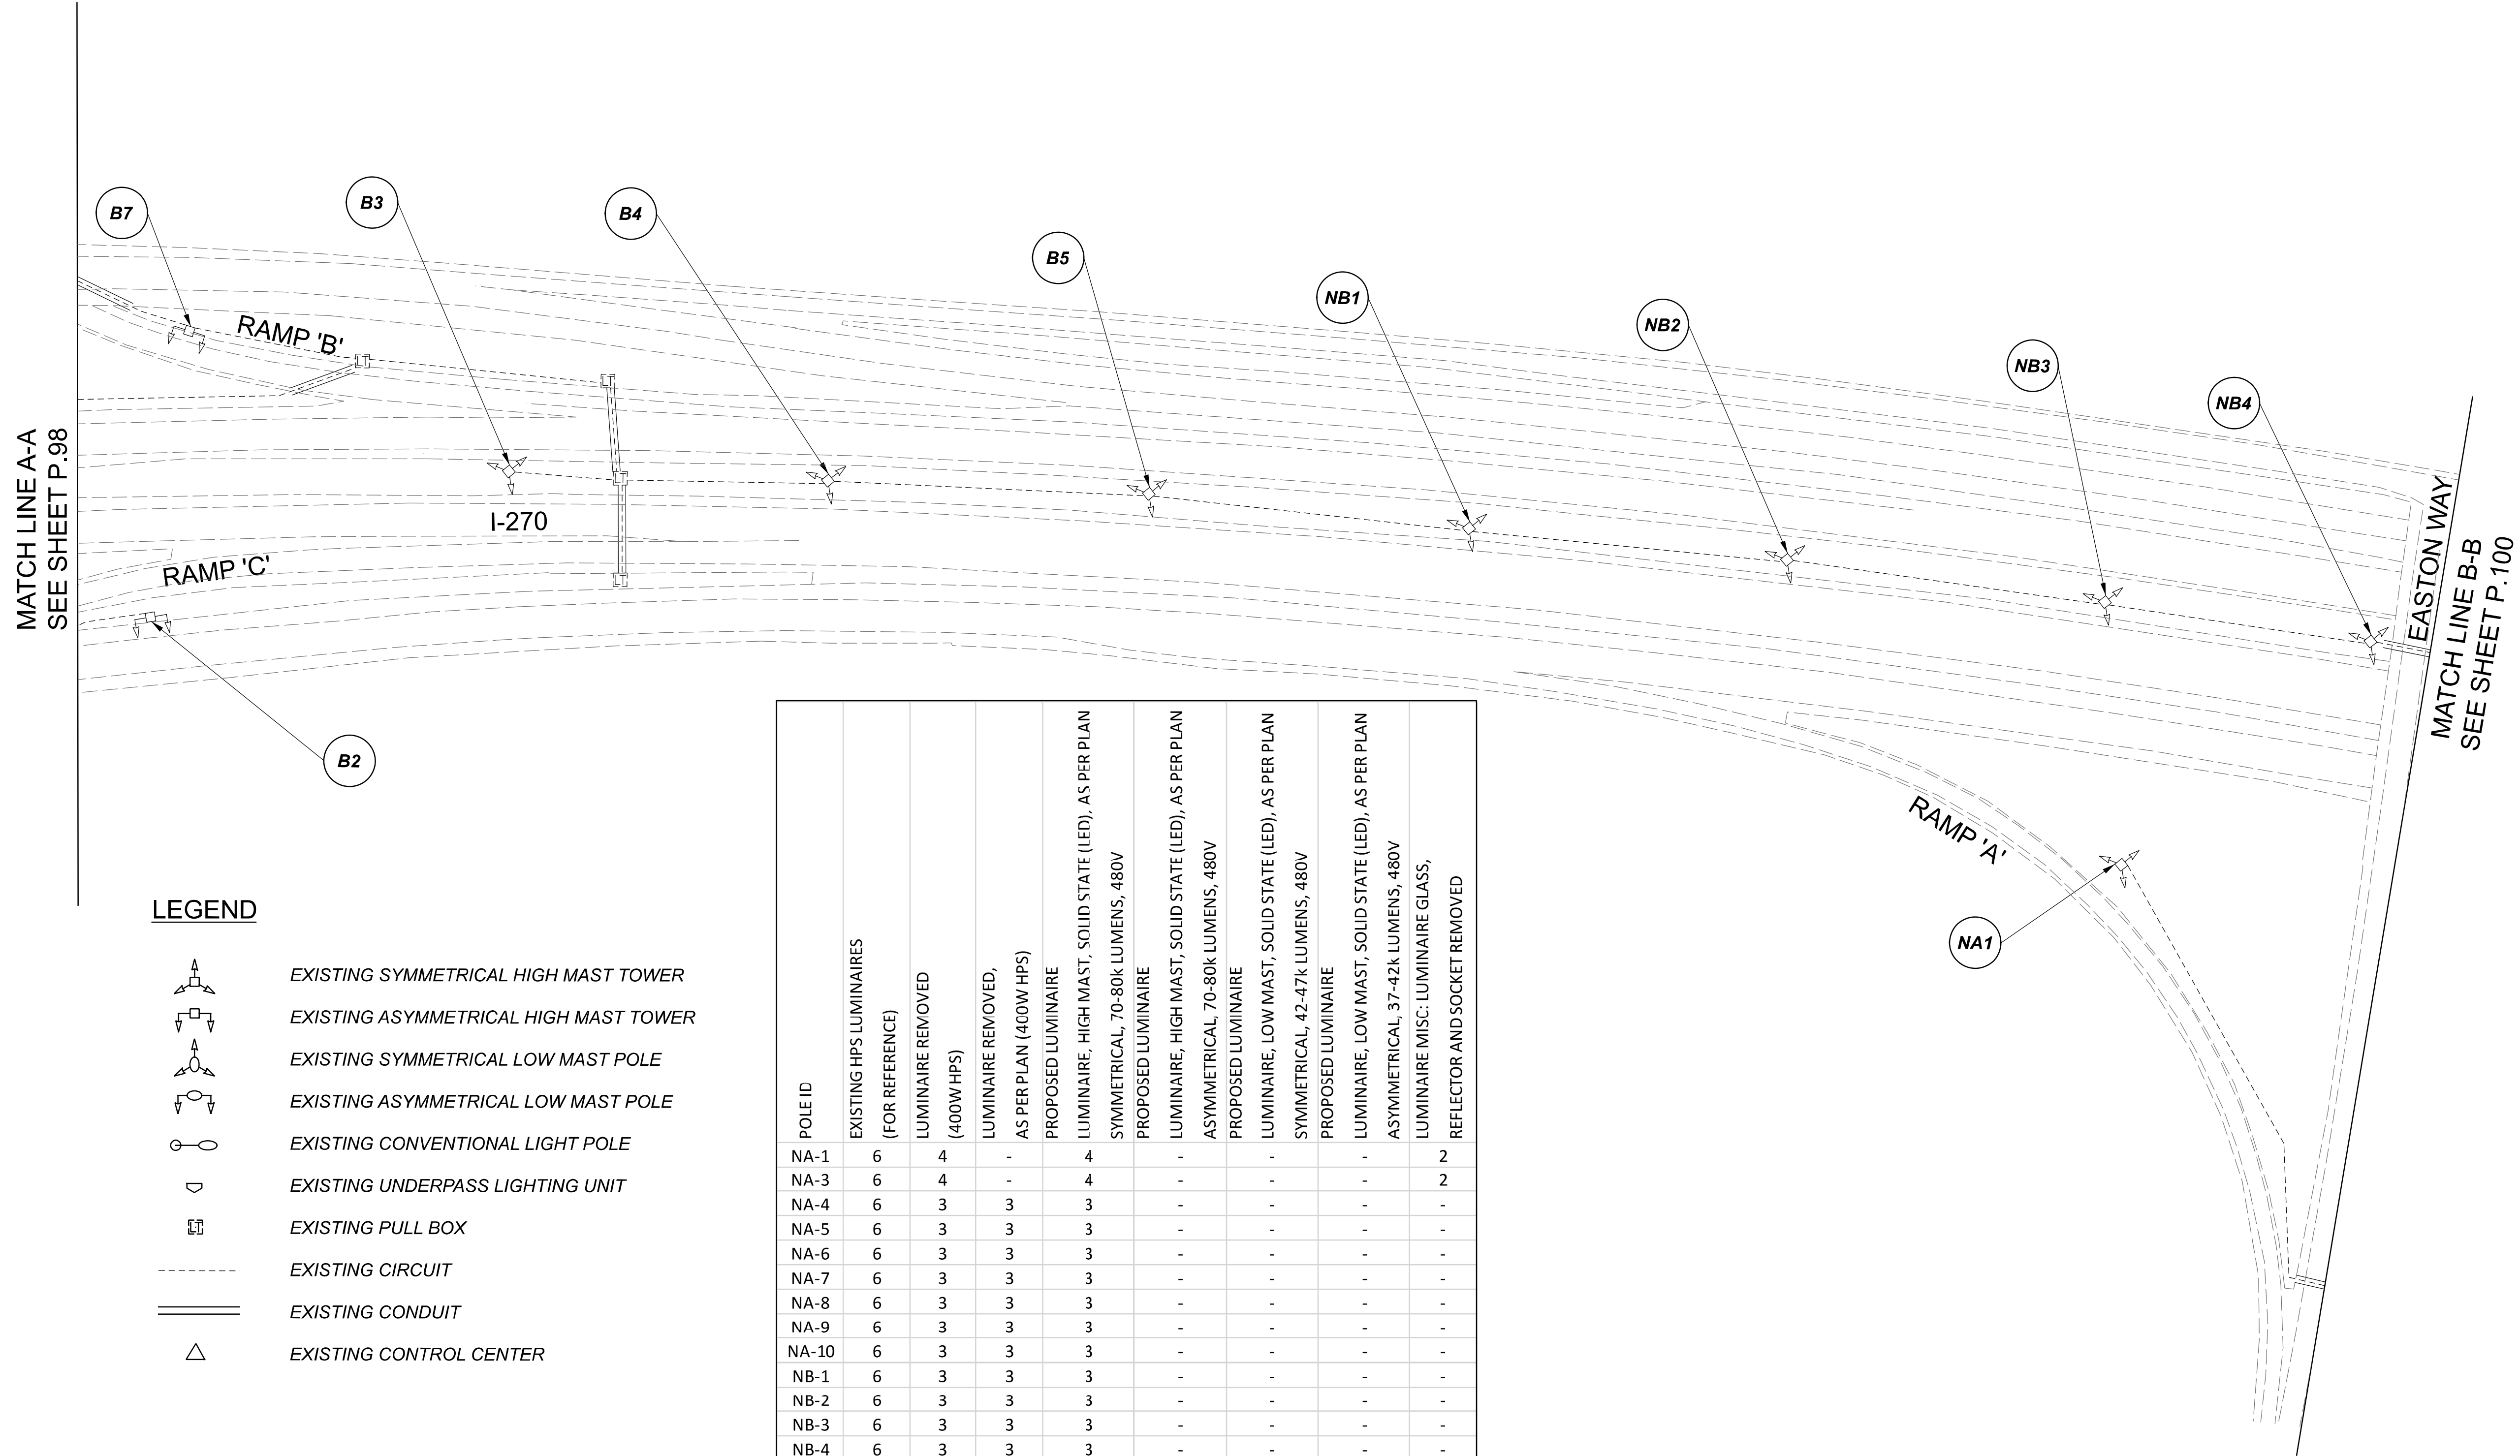 B7
B3
B4
B5
NB1
NB2
NB3
NB4
RAMP 'B'
MATCH LINE A-A
SEE SHEET P.98
I-270
RAMP 'C'
B2
EASTON WAY
MATCH LINE B-B
SEE SHEET P.100
RAMP 'A'
NA1
LEGEND
EXISTING SYMMETRICAL HIGH MAST TOWER
EXISTING ASYMMETRICAL HIGH MAST TOWER
EXISTING SYMMETRICAL LOW MAST POLE
EXISTING ASYMMETRICAL LOW MAST POLE
EXISTING CONVENTIONAL LIGHT POLE
EXISTING UNDERPASS LIGHTING UNIT
EXISTING PULL BOX
EXISTING CIRCUIT
EXISTING CONDUIT
EXISTING CONTROL CENTER
POLE ID
EXISTING HPS LUMINAIRES
(FOR REFERENCE)
LUMINAIRE REMOVED
(400W HPS)
LUMINAIRE REMOVED,
AS PER PLAN (400W HPS)
PROPOSED LUMINAIRE
LUMINAIRE, HIGH MAST, SOLID STATE (LED), AS PER PLAN
SYMMETRICAL, 70-80k LUMENS, 480V
PROPOSED LUMINAIRE
LUMINAIRE, HIGH MAST, SOLID STATE (LED), AS PER PLAN
ASYMMETRICAL, 70-80k LUMENS, 480V
PROPOSED LUMINAIRE
LUMINAIRE, LOW MAST, SOLID STATE (LED), AS PER PLAN
SYMMETRICAL, 42-47k LUMENS, 480V
PROPOSED LUMINAIRE
LUMINAIRE, LOW MAST, SOLID STATE (LED), AS PER PLAN
ASYMMETRICAL, 37-42k LUMENS, 480V
LUMINAIRE MISC: LUMINAIRE GLASS,
REFLECTOR AND SOCKET REMOVED
NA-1 6 4 - 4 - - - 2
NA-3 6 4 - 4 - - - 2
NA-4 6 3 3 3 - - - -
NA-5 6 3 3 3 - - - -
NA-6 6 3 3 3 - - - -
NA-7 6 3 3 3 - - - -
NA-8 6 3 3 3 - - - -
NA-9 6 3 3 3 - - - -
NA-10 6 3 3 3 - - - -
NB-1 6 3 3 3 - - - -
NB-2 6 3 3 3 - - - -
NB-3 6 3 3 3 - - - -
NB-4 6 3 3 3 - - - -